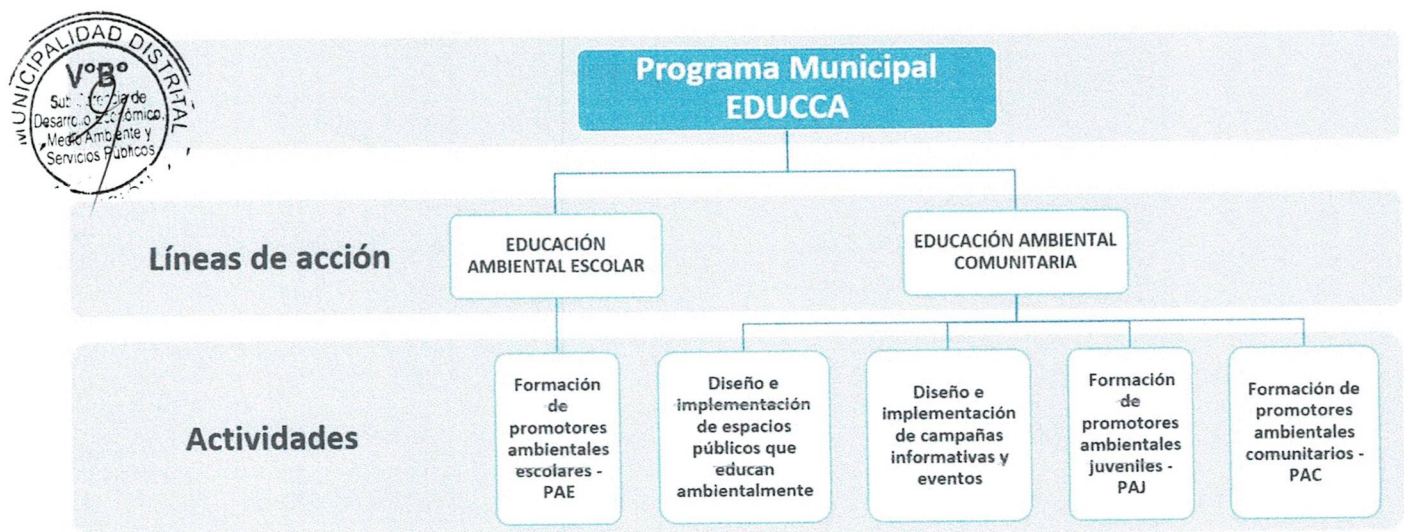 MUNICIPALIDAD DISTRITAL
V°B°
Desarrollo Económico,
Medio Ambiente y
Servicios Públicos
Programa Municipal
EDUCCA
Líneas de acción
EDUCACIÓN
AMBIENTAL ESCOLAR
EDUCACIÓN AMBIENTAL
COMUNITARIA
Actividades
Formación
de
promotores
ambientales
escolares -
PAE
Diseño e
implementación
de espacios
públicos que
educan
ambientalmente
Diseño e
implementación
de campañas
informativas y
eventos
Formación
de
promotores
ambientales
juveniles -
PAJ
Formación de
promotores
ambientales
comunitarios -
PAC